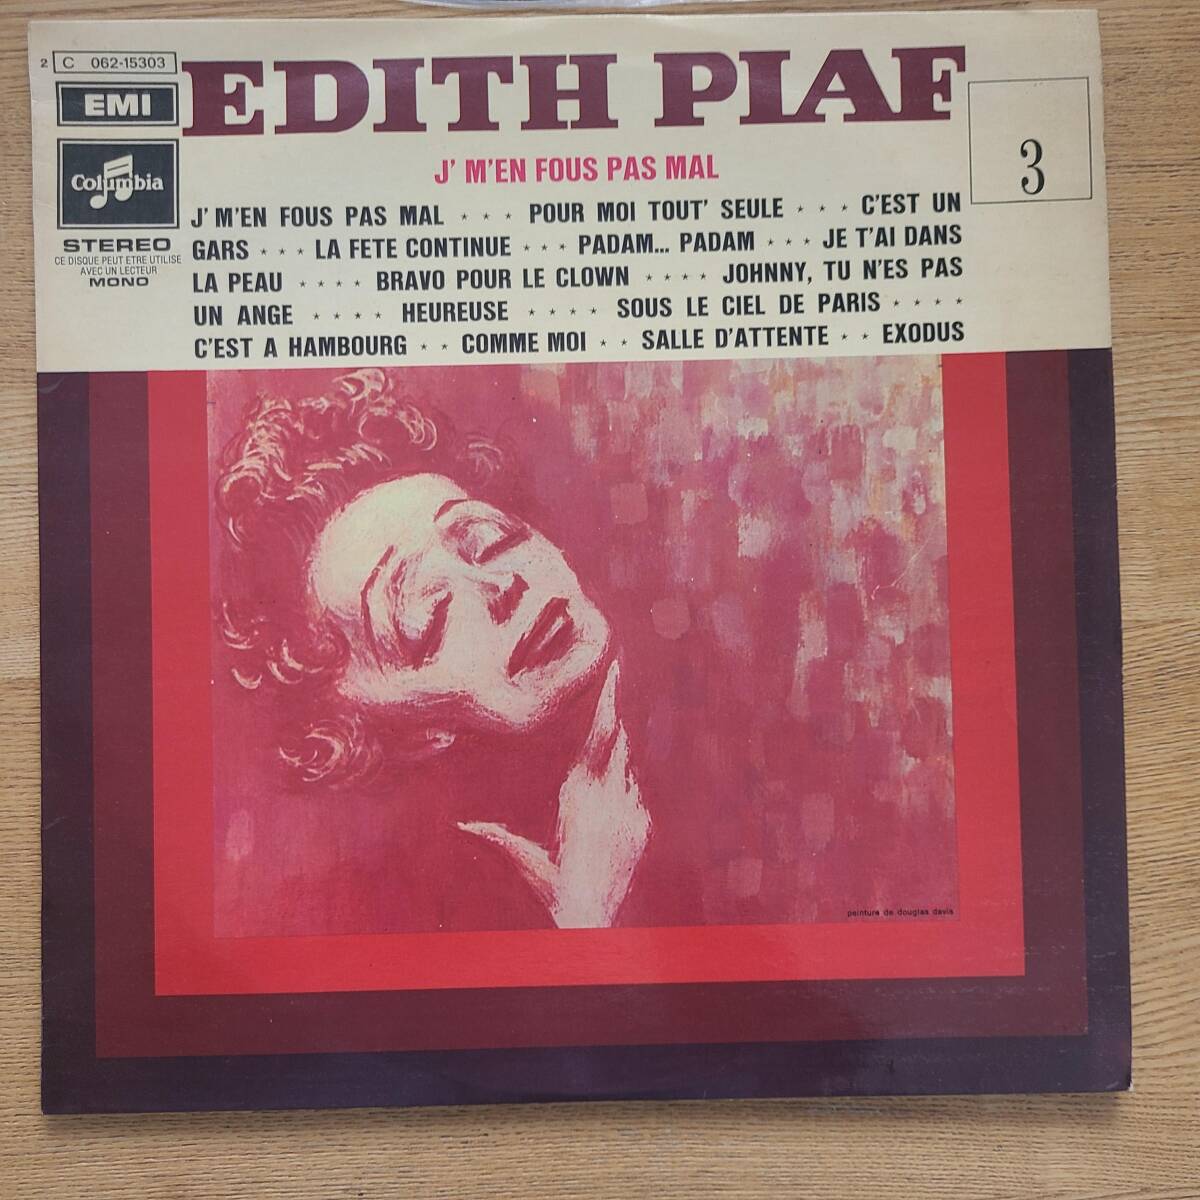 2 C 062-15303
EMI
Columbia
STEREO
CE DISQUE PEUT ETRE UTILISE
AVEC UN LECTEUR
MONO
EDITH PIAF
3
J' M'EN FOUS PAS MAL
J' M'EN FOUS PAS MAL * * * POUR MOI TOUT' SEULE * * * C'EST UN
GARS * * * LA FETE CONTINUE * * * PADAM... PADAM * * * JE T'AI DANS
LA PEAU * * * * BRAVO POUR LE CLOWN * * * * JOHNNY, TU N'ES PAS
UN ANGE * * * * HEUREUSE * * * * SOUS LE CIEL DE PARIS * * * *
C'EST A HAMBOURG * * COMME MOI * * SALLE D'ATTENTE * * EXODUS
peinture de douglas davis